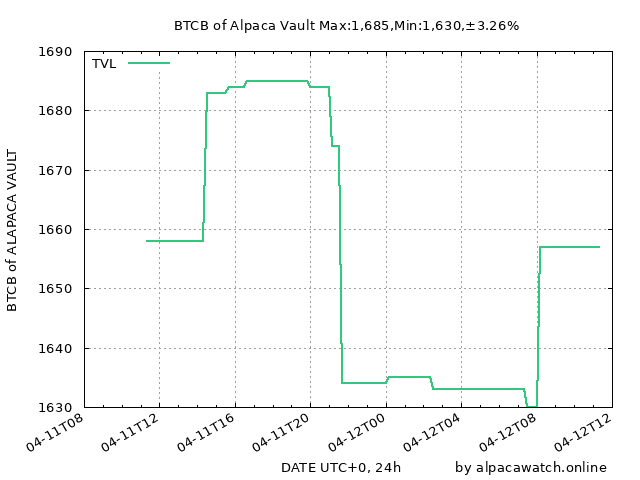 BTCB of Alpaca Vault Max:1,685,Min:1,630,±3.26%
TVL
1690
1680
1670
1660
1650
1640
1630
BTCB of ALAPACA VAULT
04-11T08
04-11T12
04-11T16
04-11T20
04-12T00
04-12T04
04-12T08
04-12T12
DATE UTC+0, 24h
by alpacawatch.online